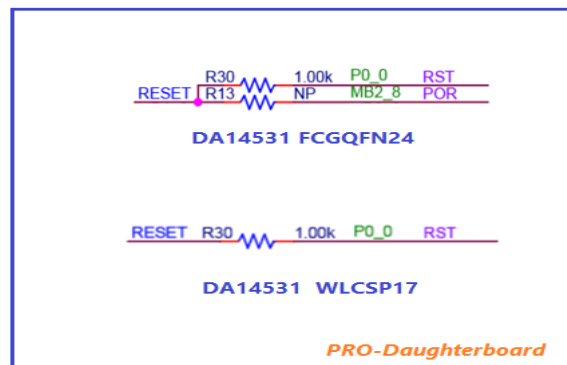 R30 1.00k P0_0 RST
RESET R13 NP MB2_8 POR
DA14531 FCGQFN24
RESET R30 1.00k P0_0 RST
DA14531 WLCSP17
PRO-Daughterboard